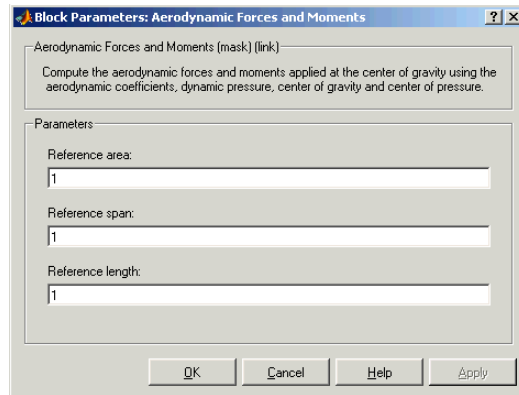 Block Parameters: Aerodynamic Forces and Moments
Aerodynamic Forces and Moments (mask) (link)
Compute the aerodynamic forces and moments applied at the center of gravity using the
aerodynamic coefficients, dynamic pressure, center of gravity and center of pressure.
Parameters
Reference area:
1
Reference span:
1
Reference length:
1
OK Cancel Help Apply